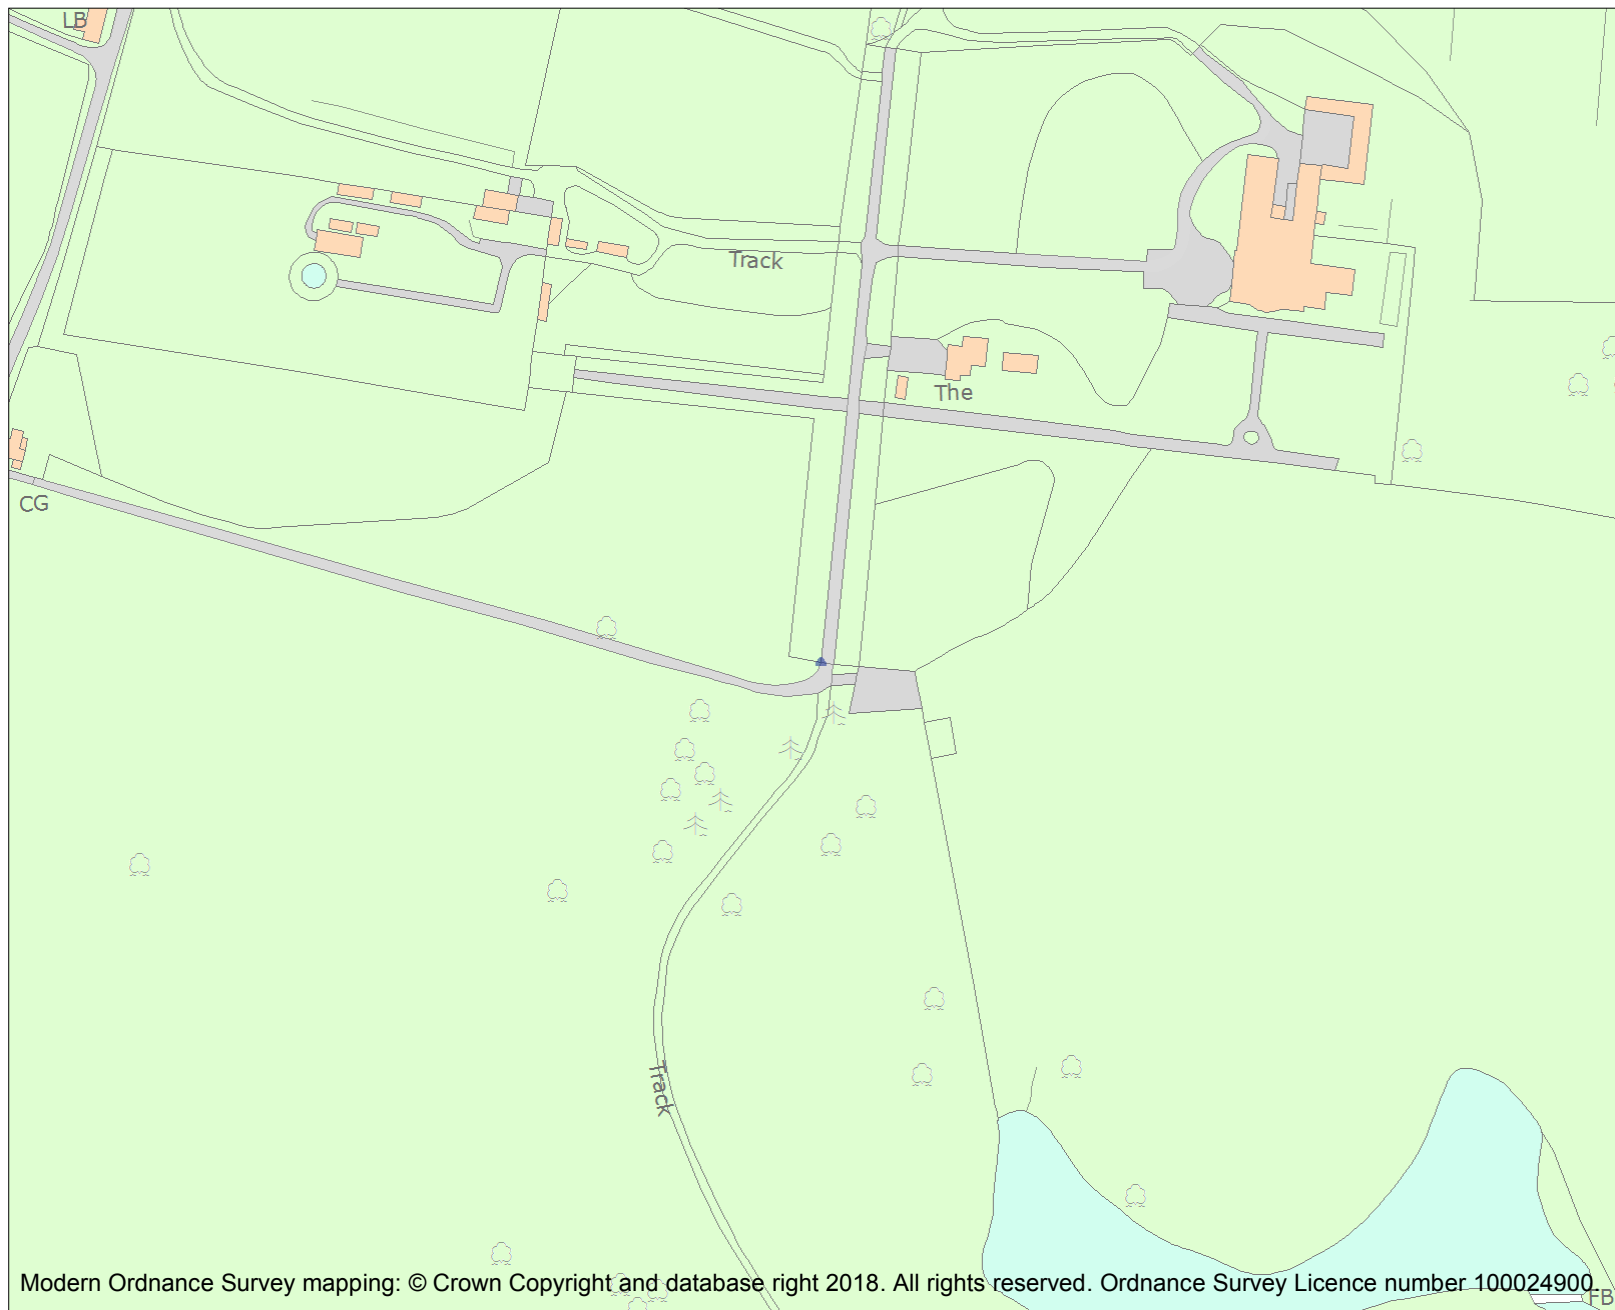 LB
Track
The
CG
Track
Modern Ordnance Survey mapping: © Crown Copyright and database right 2018. All rights reserved. Ordnance Survey Licence number 100024900.
FB